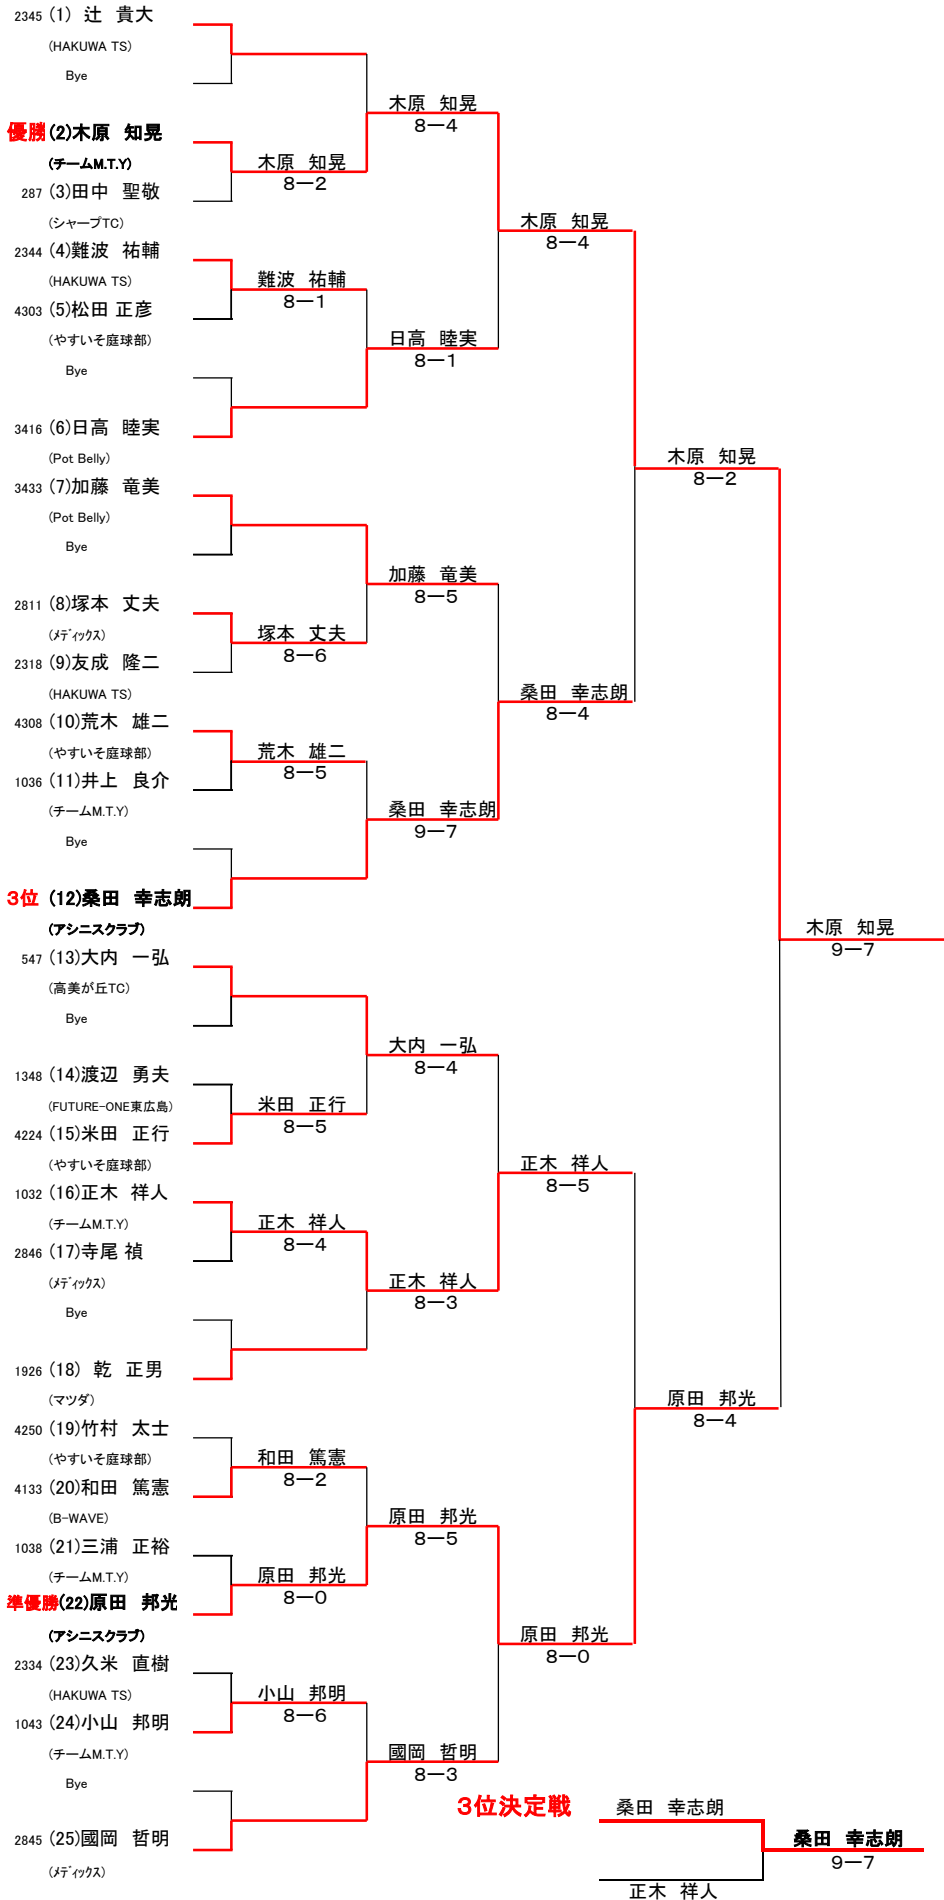 2345 (1) 辻 貴大
(HAKUWA TS)
Bye
木原 知晃
8－4
優勝 (2)木原 知晃
(チームM.T.Y)
木原 知晃
8－2
287 (3)田中 聖敬
(シャープTC)
木原 知晃
8－4
2344 (4)難波 祐輔
(HAKUWA TS)
難波 祐輔
8－1
4303 (5)松田 正彦
(やすいそ庭球部)
日高 睦実
8－1
Bye
3416 (6)日高 睦実
(Pot Belly)
木原 知晃
8－2
3433 (7)加藤 竜美
(Pot Belly)
Bye
加藤 竜美
8－5
2811 (8)塚本 丈夫
(メディックス)
塚本 丈夫
8－6
2318 (9)友成 隆二
(HAKUWA TS)
桑田 幸志朗
8－4
4308 (10)荒木 雄二
(やすいそ庭球部)
荒木 雄二
8－5
1036 (11)井上 良介
(チームM.T.Y)
桑田 幸志朗
9－7
Bye
3位 (12)桑田 幸志朗
(アシニスクラブ)
木原 知晃
9－7
547 (13)大内 一弘
(高美が丘TC)
Bye
大内 一弘
8－4
1348 (14)渡辺 勇夫
(FUTURE-ONE東広島)
米田 正行
8－5
4224 (15)米田 正行
(やすいそ庭球部)
正木 祥人
8－5
1032 (16)正木 祥人
(チームM.T.Y)
正木 祥人
8－4
2846 (17)寺尾 禎
(メディックス)
正木 祥人
8－3
Bye
1926 (18) 乾 正男
(マツダ)
原田 邦光
8－4
4250 (19)竹村 太士
(やすいそ庭球部)
和田 篤憲
8－2
4133 (20)和田 篤憲
(B-WAVE)
原田 邦光
8－5
1038 (21)三浦 正裕
(チームM.T.Y)
原田 邦光
8－0
準優勝(22)原田 邦光
(アシニスクラブ)
原田 邦光
8－0
2334 (23)久米 直樹
(HAKUWA TS)
小山 邦明
8－6
1043 (24)小山 邦明
(チームM.T.Y)
國岡 哲明
8－3
Bye
2845 (25)國岡 哲明
(メディックス)
3位決定戦
桑田 幸志朗
桑田 幸志朗
9－7
正木 祥人